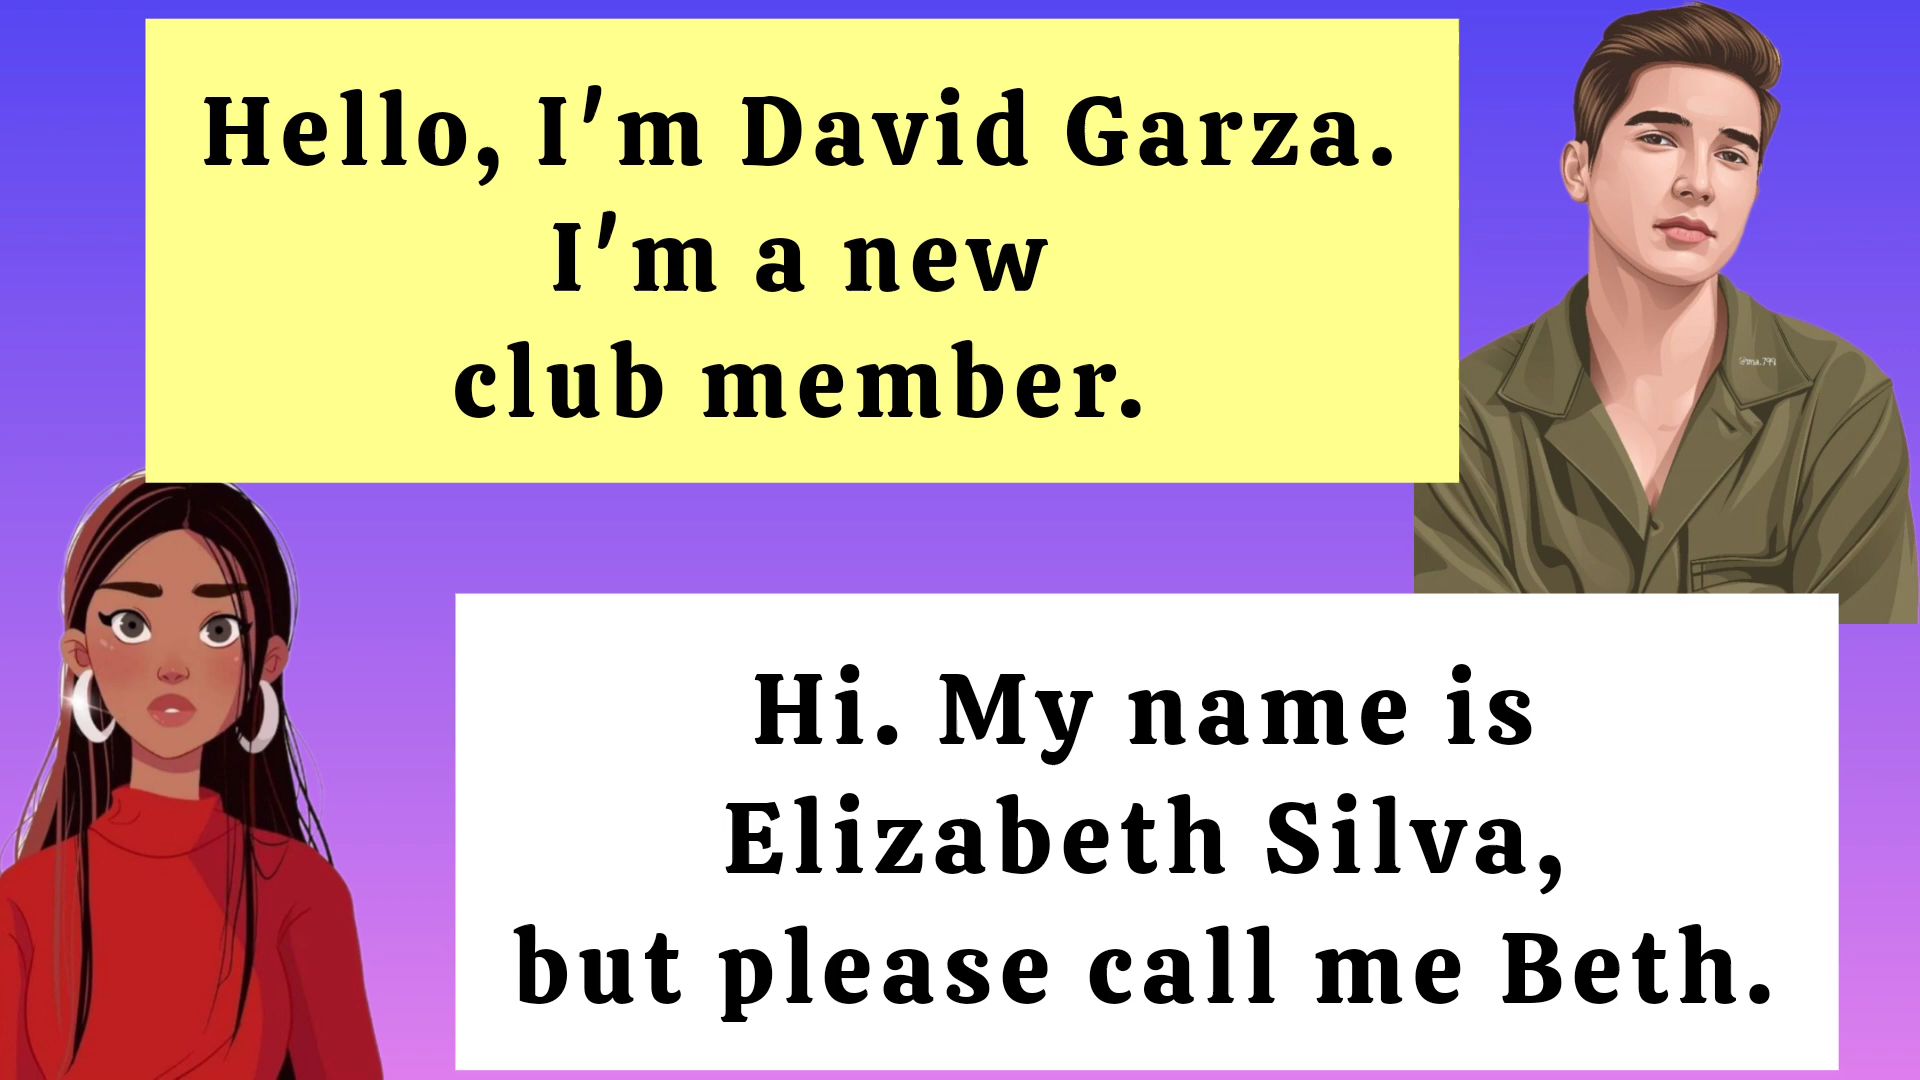 Hello, I'm David Garza.
I'm a new
club member.
Hi. My name is
Elizabeth Silva,
but please call me Beth.